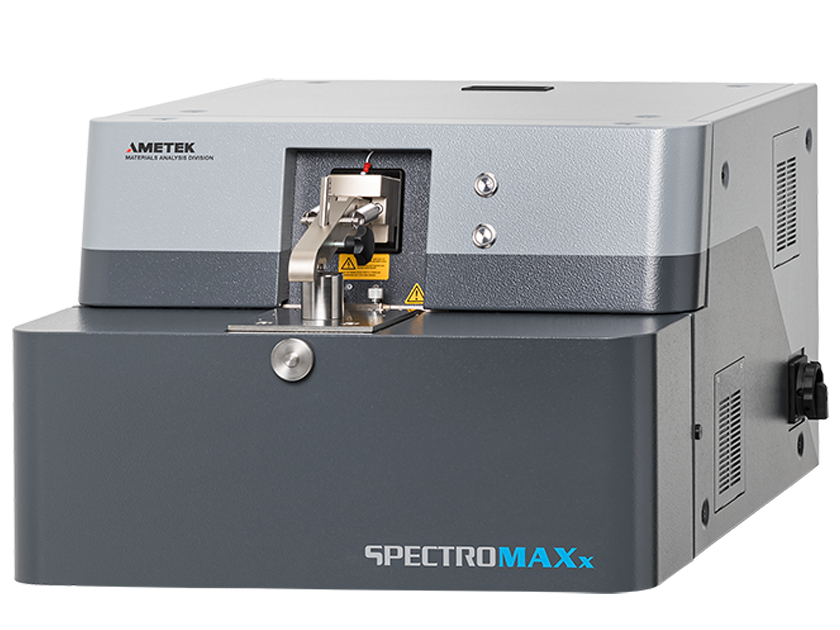 AMETEK
MATERIALS ANALYSIS DIVISION
SPECTROMAXx